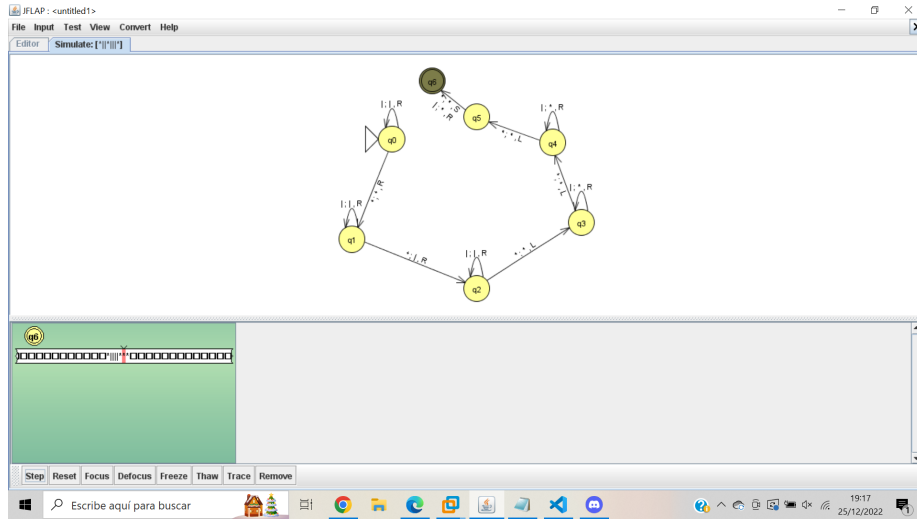 JFLAP : <untitled1>
File Input Test View Convert Help
Editor Simulate: [*||*|||*]
q6
q5
q4
q0
q1
q2
q3
|;|,R
*;*,R
|;|,R
*;|,R
|;|,R
*;*,L
|;*,R
*;*,L
|;*,R
*;*,L
*;*,S
|;*,R
q6
Step Reset Focus Defocus Freeze Thaw Trace Remove
Escribe aquí para buscar
19:17
25/12/2022